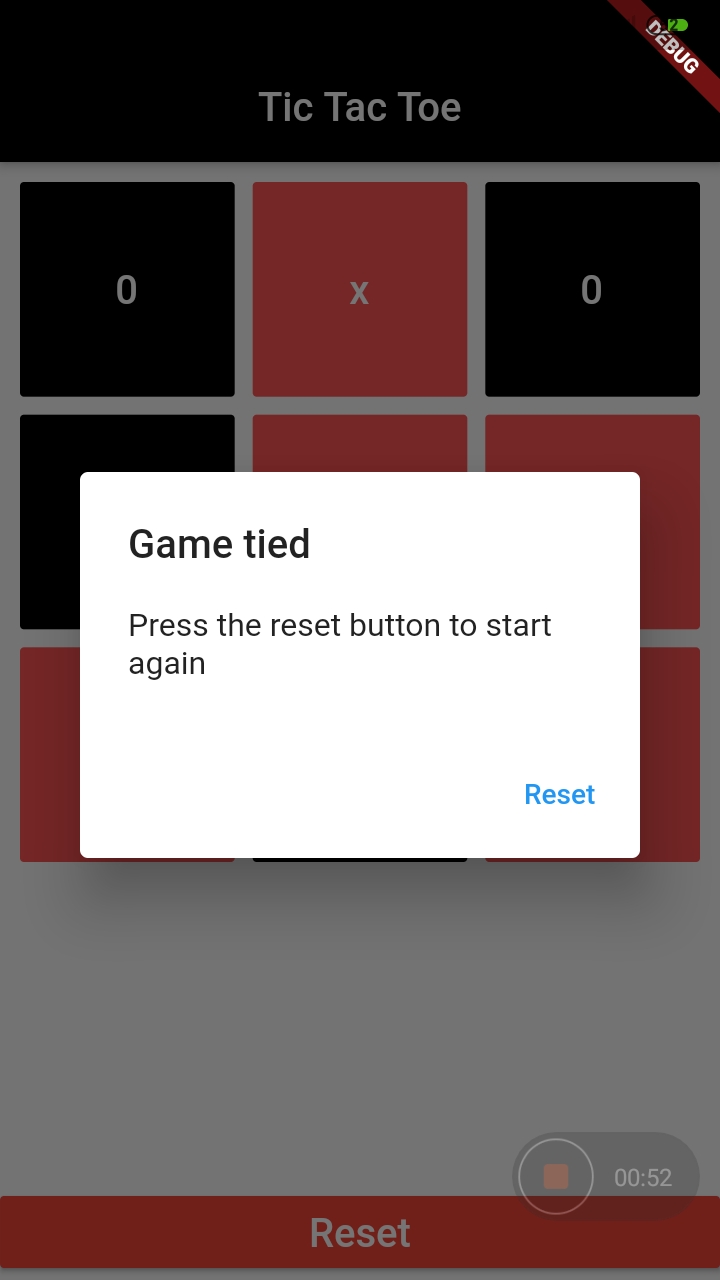 2
DEBUG
Tic Tac Toe
0 x 0
Game tied
Press the reset button to start
again
Reset
00:52
Reset